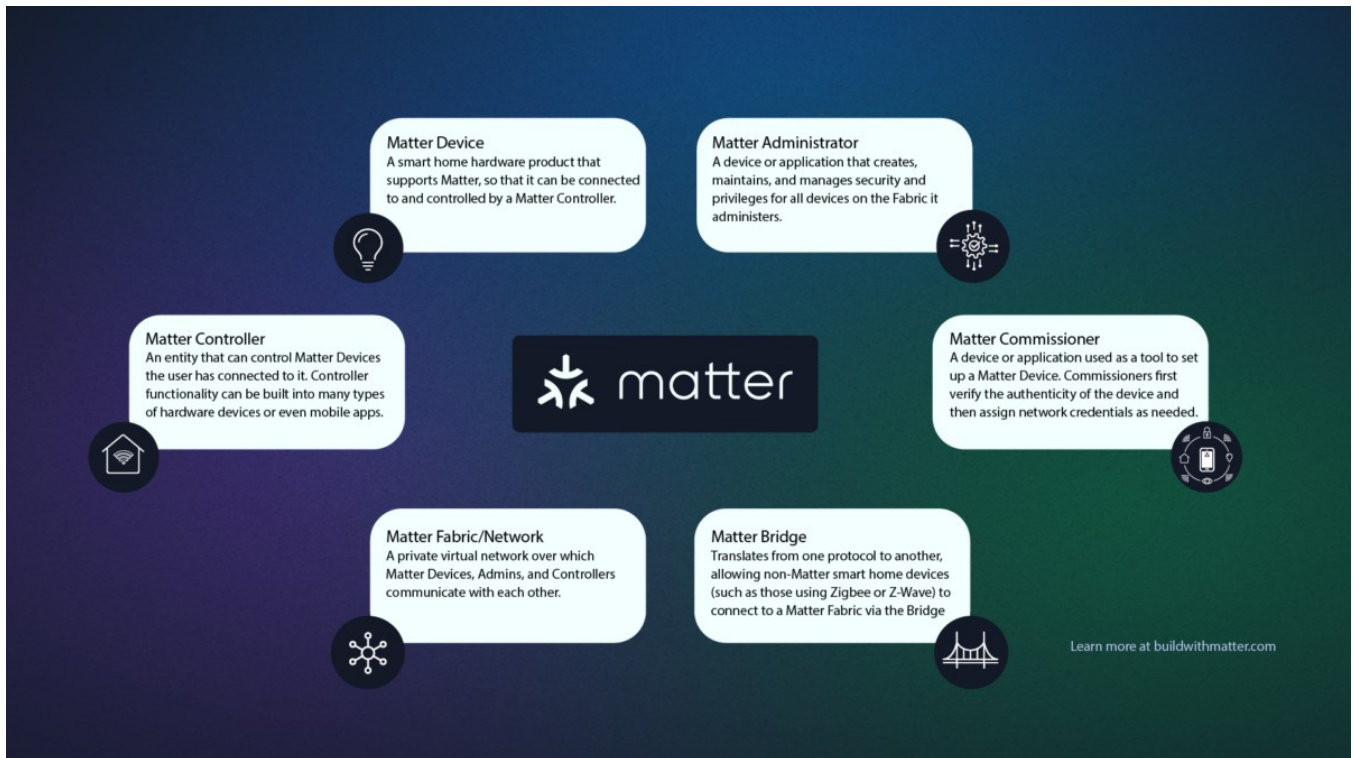 Matter Device
A smart home hardware product that
supports Matter, so that it can be connected
to and controlled by a Matter Controller.
Matter Administrator
A device or application that creates,
maintains, and manages security and
privileges for all devices on the Fabric it
administers.
Matter Controller
An entity that can control Matter Devices
the user has connected to it. Controller
functionality can be built into many types
of hardware devices or even mobile apps.
matter
Matter Commissioner
A device or application used as a tool to set
up a Matter Device. Commissioners first
verify the authenticity of the device and
then assign network credentials as needed.
Matter Fabric/Network
A private virtual network over which
Matter Devices, Admins, and Controllers
communicate with each other.
Matter Bridge
Translates from one protocol to another,
allowing non-Matter smart home devices
(such as those using Zigbee or Z-Wave) to
connect to a Matter Fabric via the Bridge
Learn more at buildwithmatter.com